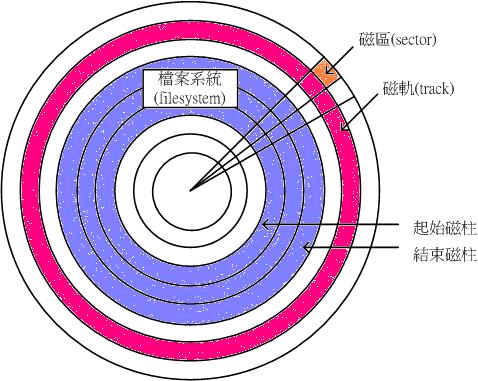 磁區(sector)
檔案系統
(filesystem)
磁軌(track)
起始磁柱
結束磁柱